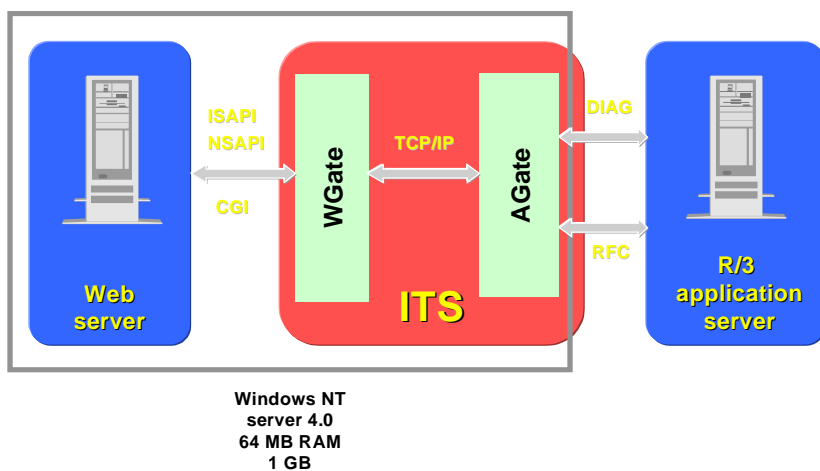 Web
server
ISAPI
NSAPI
CGI
WGate
TCP/IP
AGate
ITS
DIAG
RFC
R/3
application
server
Windows NT
server 4.0
64 MB RAM
1 GB